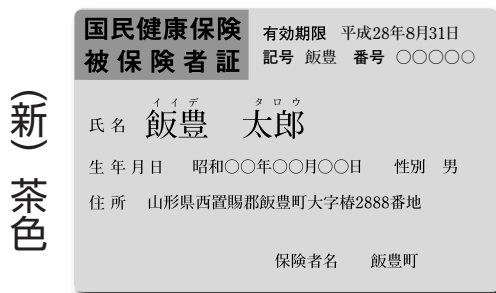 (新) 茶色
国民健康保険
被保険者証
有効期限 平成28年8月31日
記号 飯豊 番号 ○○○○○
イイデ タロウ
氏名 飯豊 太郎
生年月日 昭和○○年○○月○○日 性別 男
住所 山形県西置賜郡飯豊町大字椿2888番地
保険者名 飯豊町